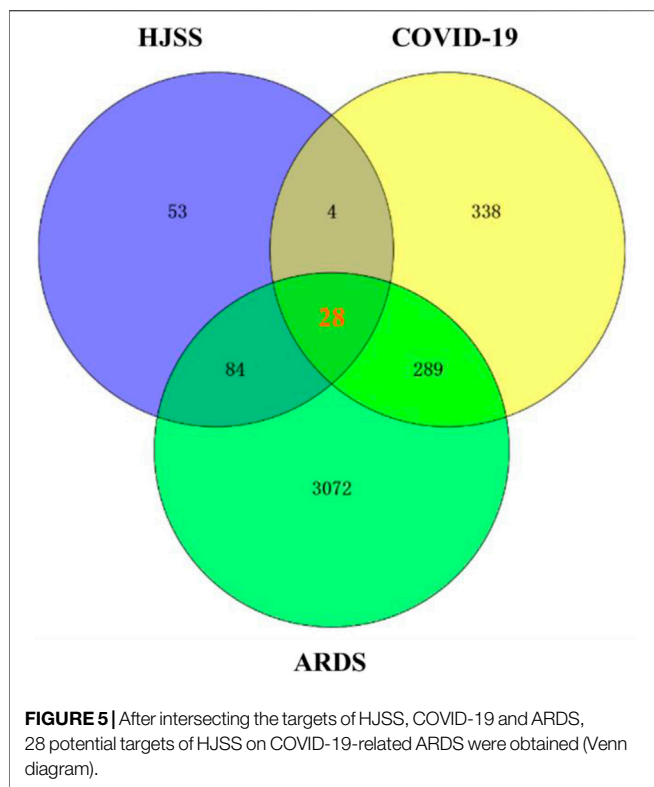 HJSS COVID-19
53 4 338
28
84 289
3072
ARDS
FIGURE 5 | After intersecting the targets of HJSS, COVID-19 and ARDS,
28 potential targets of HJSS on COVID-19-related ARDS were obtained (Venn
diagram).